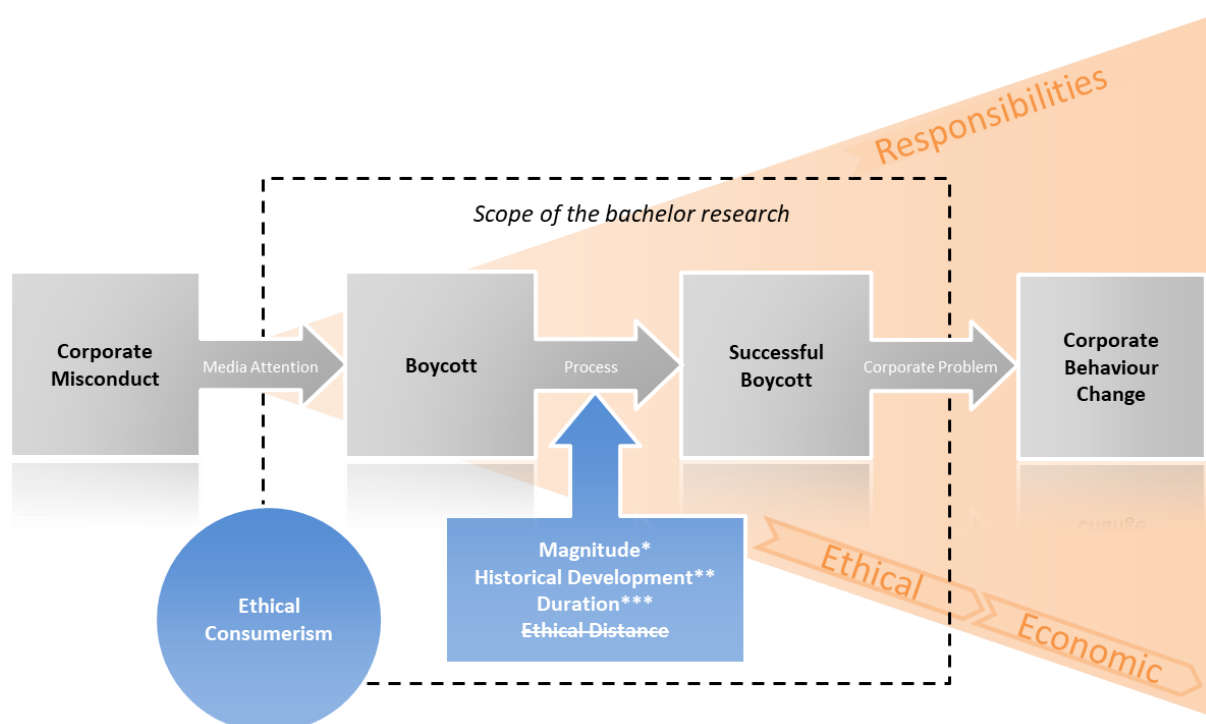 Responsibilities
Scope of the bachelor research
Corporate
Misconduct
Media Attention
Boycott
Process
Successful
Boycott
Corporate Problem
Corporate
Behaviour
Change
Ethical
Consumerism
Magnitude*
Historical Development**
Duration***
Ethical Distance
Ethical
Economic